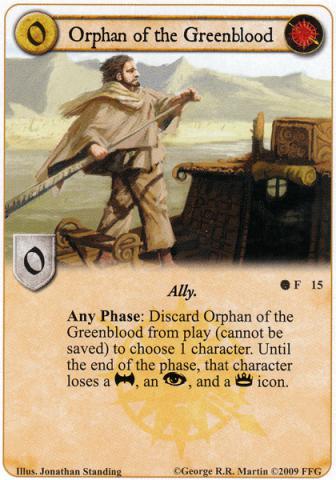 0 Orphan of the Greenblood
0
F 15
Ally.
Any Phase: Discard Orphan of the
Greenblood from play (cannot be
saved) to choose 1 character. Until
the end of the phase, that character
loses a , an , and a icon.
Illus. Jonathan Standing ©George R.R. Martin ©2009 FFG